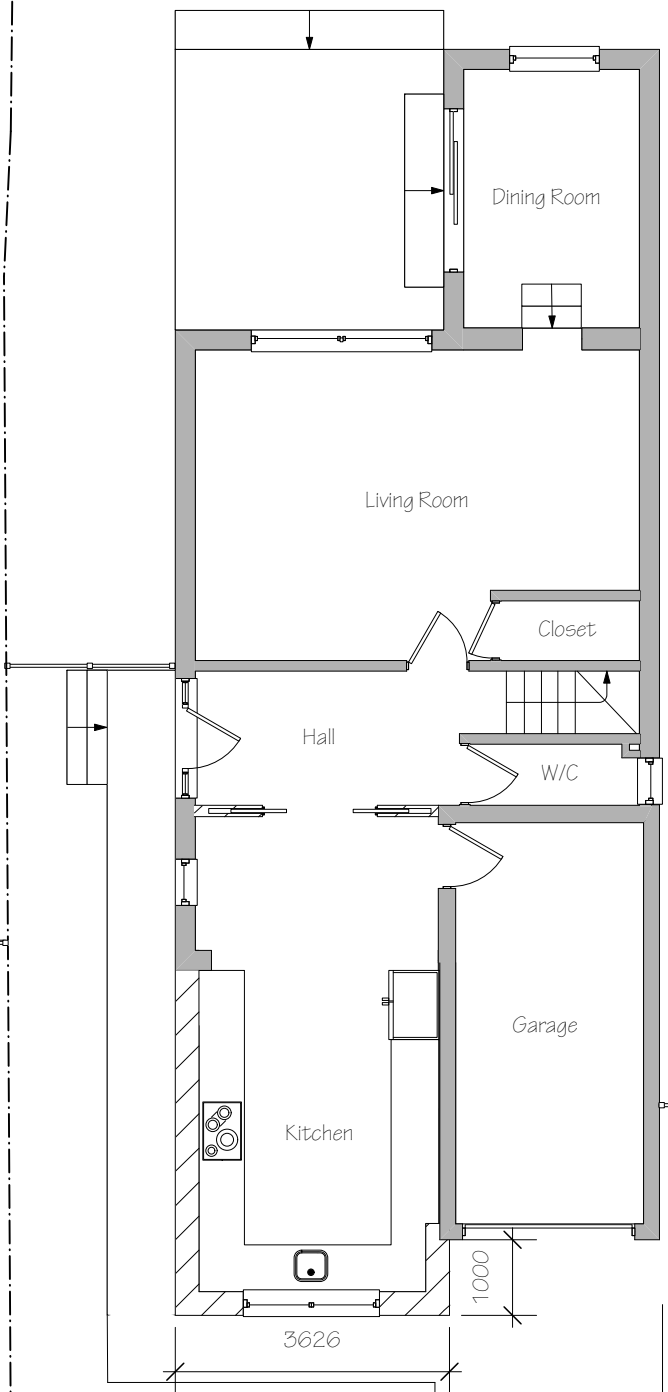 Dining Room
Living Room
Closet
Hall
W/C
Garage
Kitchen
1000
3626